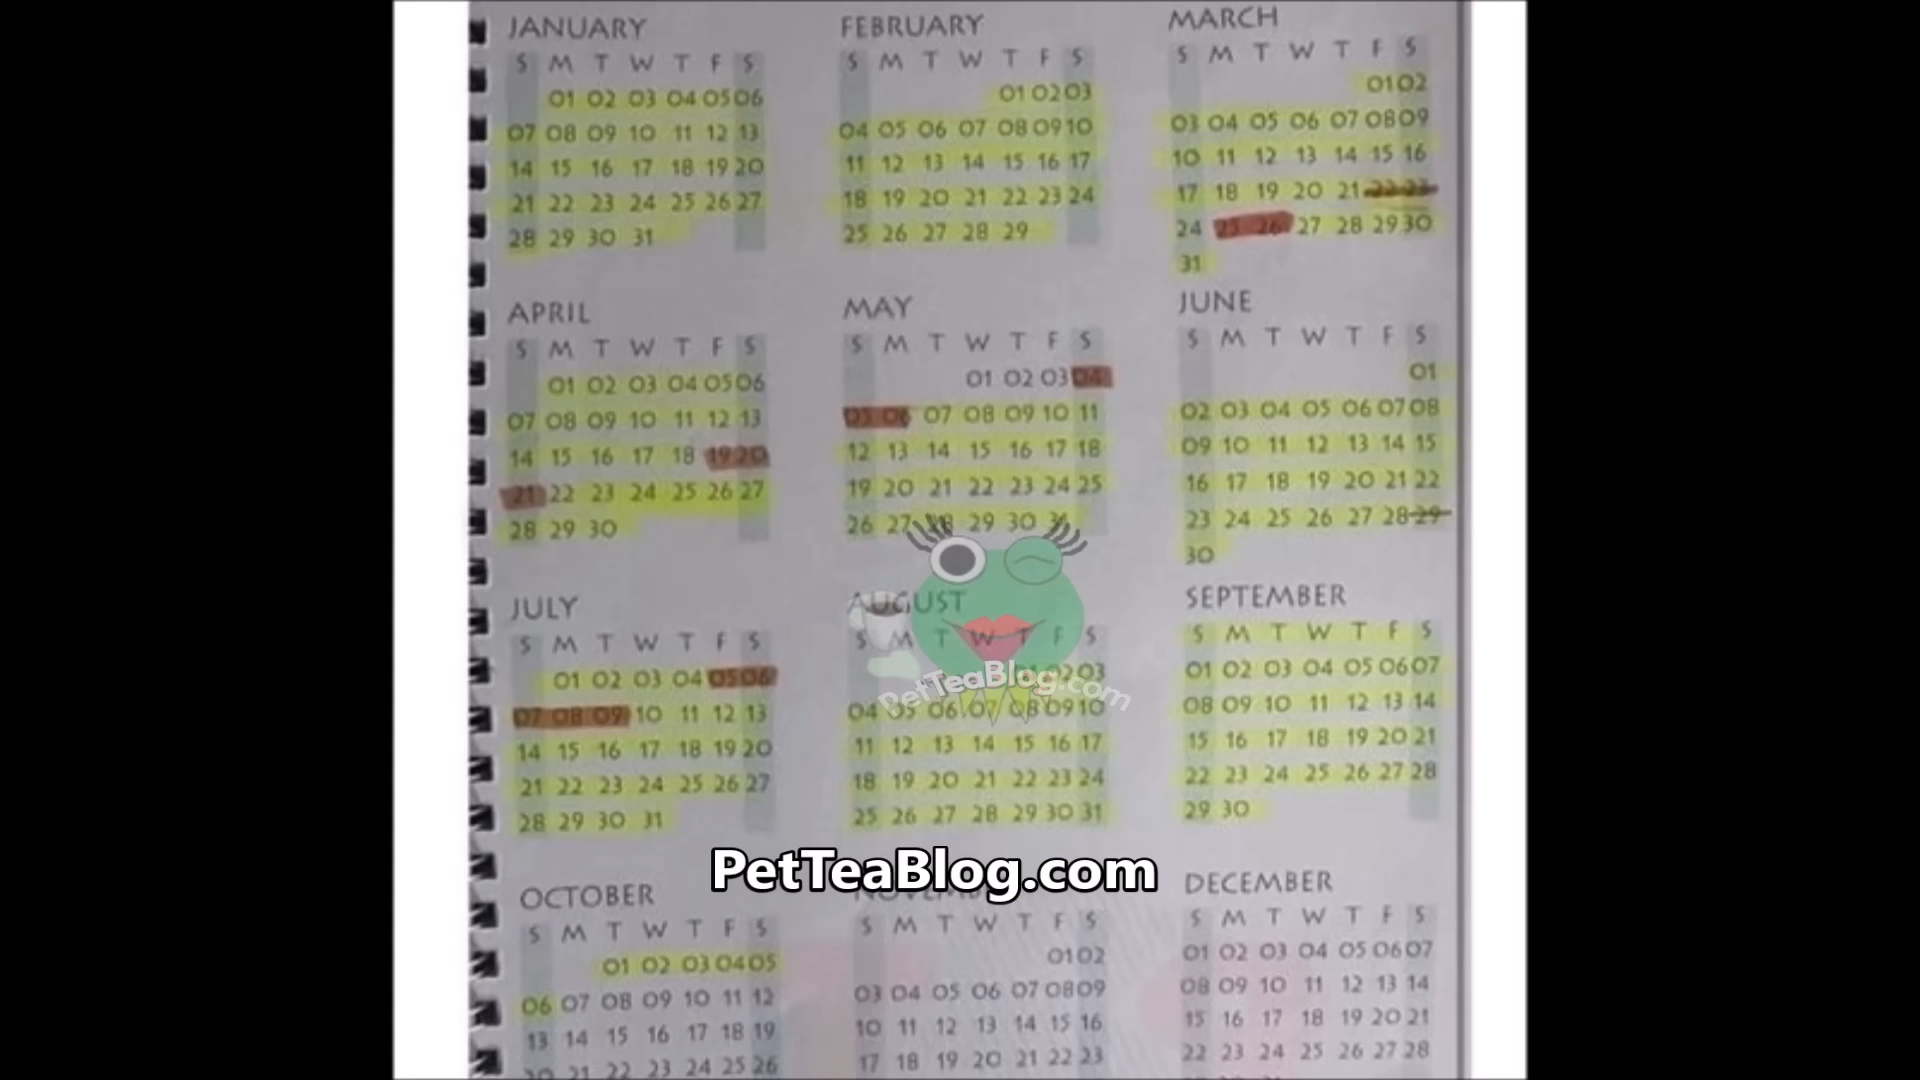 JANUARY
S M T W T F S
01 02 03 04 05 06
07 08 09 10 11 12 13
14 15 16 17 18 19 20
21 22 23 24 25 26 27
28 29 30 31
FEBRUARY
S M T W T F S
01 02 03
04 05 06 07 08 09 10
11 12 13 14 15 16 17
18 19 20 21 22 23 24
25 26 27 28 29
MARCH
S M T W T F S
01 02
03 04 05 06 07 08 09
10 11 12 13 14 15 16
17 18 19 20 21 22 23
24 25 26 27 28 29 30
31
APRIL
S M T W T F S
01 02 03 04 05 06
07 08 09 10 11 12 13
14 15 16 17 18 19 20
21 22 23 24 25 26 27
28 29 30
MAY
S M T W T F S
01 02 03 04
05 06 07 08 09 10 11
12 13 14 15 16 17 18
19 20 21 22 23 24 25
26 27 28 29 30 31
JUNE
S M T W T F S
01
02 03 04 05 06 07 08
09 10 11 12 13 14 15
16 17 18 19 20 21 22
23 24 25 26 27 28 29
30
JULY
S M T W T F S
01 02 03 04 05 06
07 08 09 10 11 12 13
14 15 16 17 18 19 20
21 22 23 24 25 26 27
28 29 30 31
AUGUST
S M T W T F S
01 02 03
04 05 06 07 08 09 10
11 12 13 14 15 16 17
18 19 20 21 22 23 24
25 26 27 28 29 30 31
PetTeaBlog.com
SEPTEMBER
S M T W T F S
01 02 03 04 05 06 07
08 09 10 11 12 13 14
15 16 17 18 19 20 21
22 23 24 25 26 27 28
29 30
PetTeaBlog.com
OCTOBER
S M T W T F S
01 02 03 04 05
06 07 08 09 10 11 12
13 14 15 16 17 18 19
21 22 23 24 25 26
S M T W T F S
01 02
03 04 05 06 07 08 09
10 11 12 13 14 15 16
17 18 19 20 21 22 23
DECEMBER
S M T W T F S
01 02 03 04 05 06 07
08 09 10 11 12 13 14
15 16 17 18 19 20 21
22 23 24 25 26 27 28